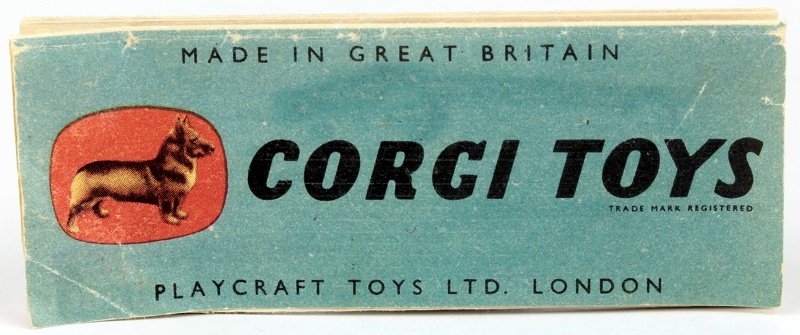 MADE IN GREAT BRITAIN
CORGI TOYS
TRADE MARK REGISTERED
PLAYCRAFT TOYS LTD. LONDON